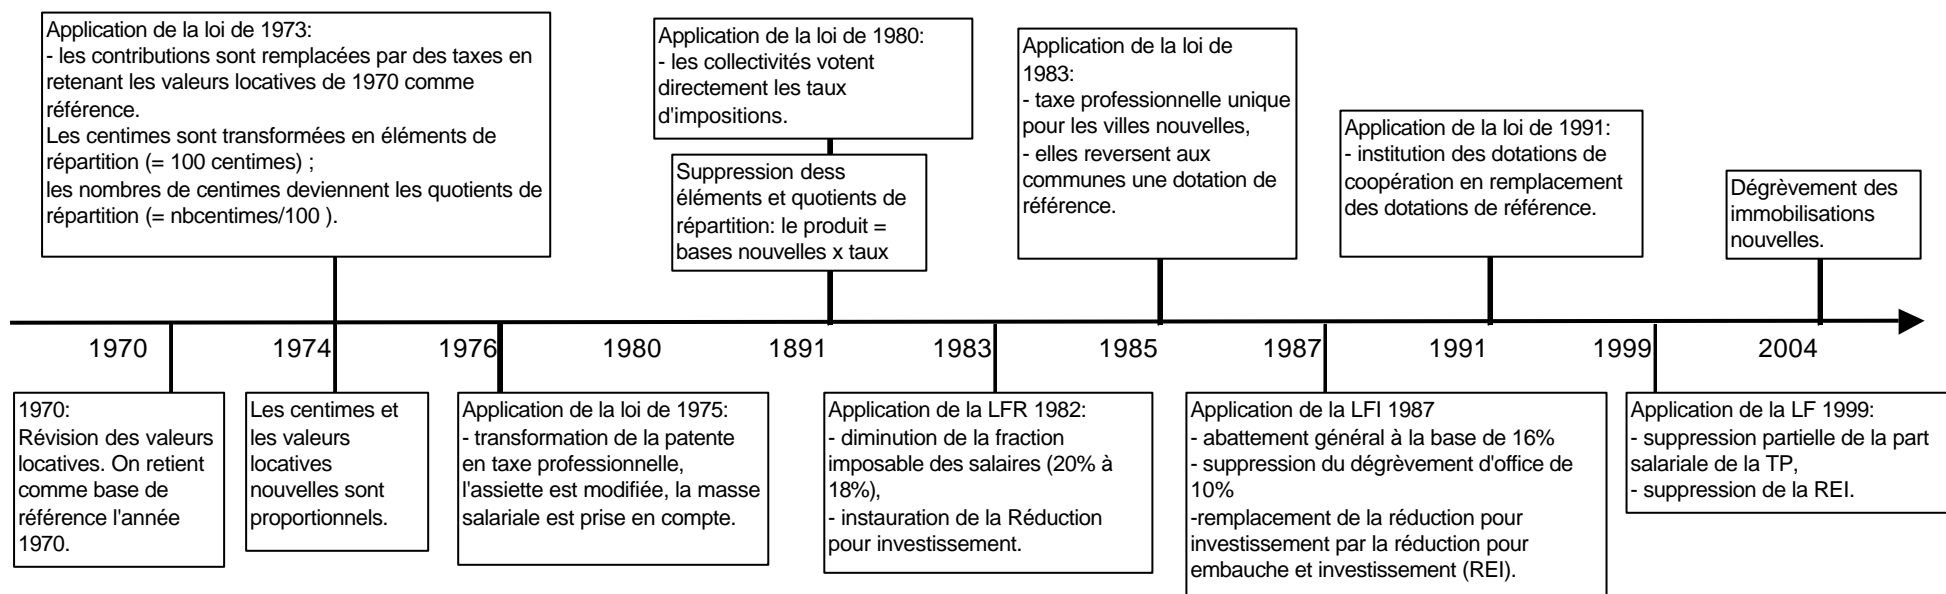 Application de la loi de 1973:
- les contributions sont remplacées par des taxes en
retenant les valeurs locatives de 1970 comme
référence.
Les centimes sont transformées en éléments de
répartition (= 100 centimes) ;
les nombres de centimes deviennent les quotients de
répartition (= nbcentimes/100 ).
Application de la loi de 1980:
- les collectivités votent
directement les taux
d'impositions.
Suppression dess
éléments et quotients de
répartition: le produit =
bases nouvelles x taux
Application de la loi de
1983:
- taxe professionnelle unique
pour les villes nouvelles,
- elles reversent aux
communes une dotation de
référence.
Application de la loi de 1991:
- institution des dotations de
coopération en remplacement
des dotations de référence.
Dégrèvement des
immobilisations
nouvelles.
1970 1974 1976 1980 1891 1983 1985 1987 1991 1999 2004
1970:
Révision des valeurs
locatives. On retient
comme base de
référence l'année
1970.
Les centimes et
les valeurs
locatives
nouvelles sont
proportionnels.
Application de la loi de 1975:
- transformation de la patente
en taxe professionnelle,
l'assiette est modifiée, la masse
salariale est prise en compte.
Application de la LFR 1982:
- diminution de la fraction
imposable des salaires (20% à
18%),
- instauration de la Réduction
pour investissement.
Application de la LFI 1987
- abattement général à la base de 16%
- suppression du dégrèvement d'office de
10%
-remplacement de la réduction pour
investissement par la réduction pour
embauche et investissement (REI).
Application de la LF 1999:
- suppression partielle de la part
salariale de la TP,
- suppression de la REI.